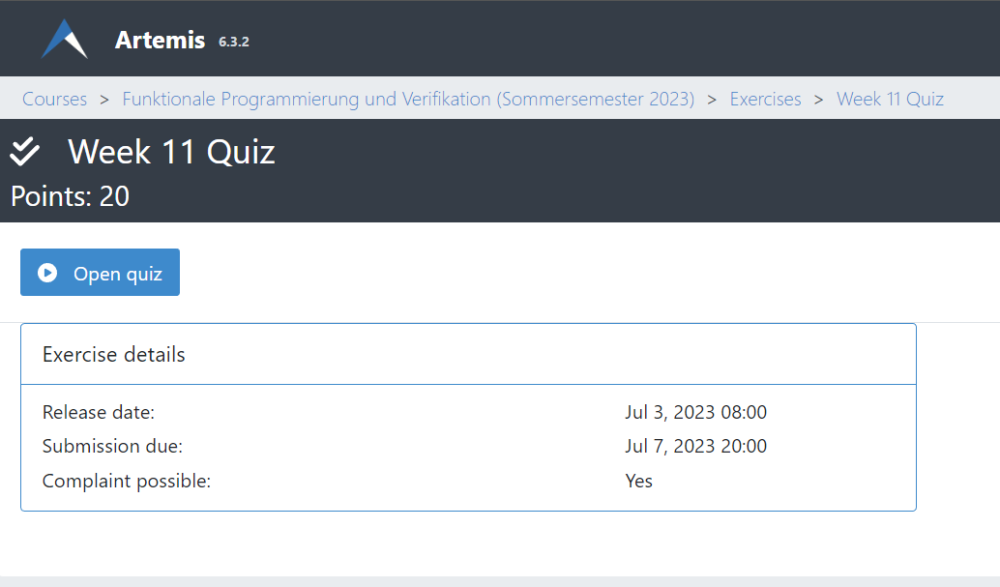 Artemis 6.3.2
Courses > Funktionale Programmierung und Verifikation (Sommersemester 2023) > Exercises > Week 11 Quiz
Week 11 Quiz
Points: 20
Open quiz
Exercise details
Release date: Jul 3, 2023 08:00
Submission due: Jul 7, 2023 20:00
Complaint possible: Yes